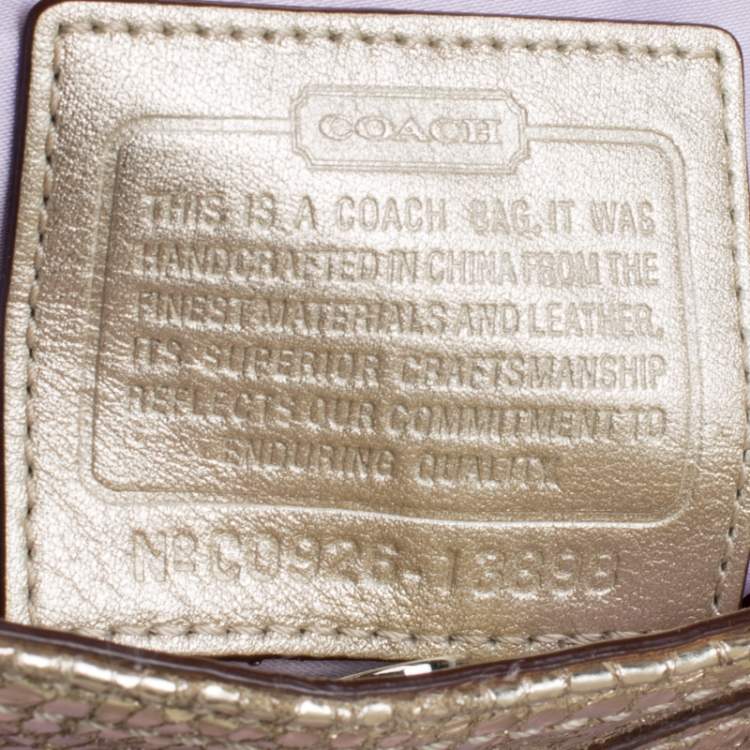 COACH
THIS IS A COACH BAG. IT WAS
HANDCRAFTED IN CHINA FROM THE
FINEST MATERIALS AND LEATHER.
ITS SUPERIOR CRAFTSMANSHIP
REFLECTS OUR COMMITMENT TO
ENDURING QUALITY.
Nº C0926-13898